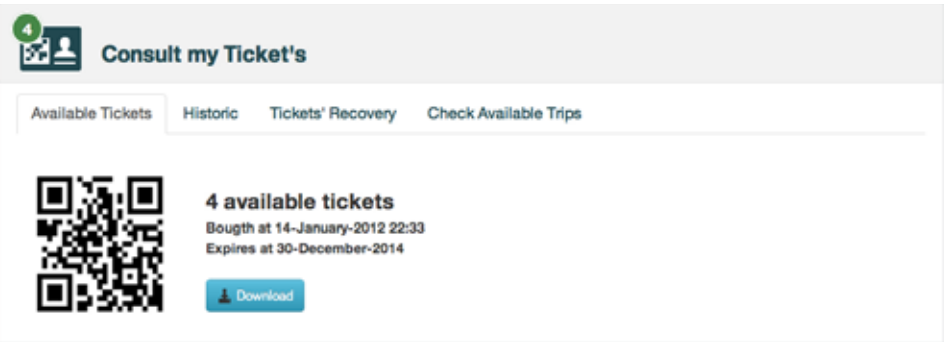 4
Consult my Ticket's
Available Tickets Historic Tickets' Recovery Check Available Trips
4 available tickets
Bougth at 14-January-2012 22:33
Expires at 30-December-2014
Download